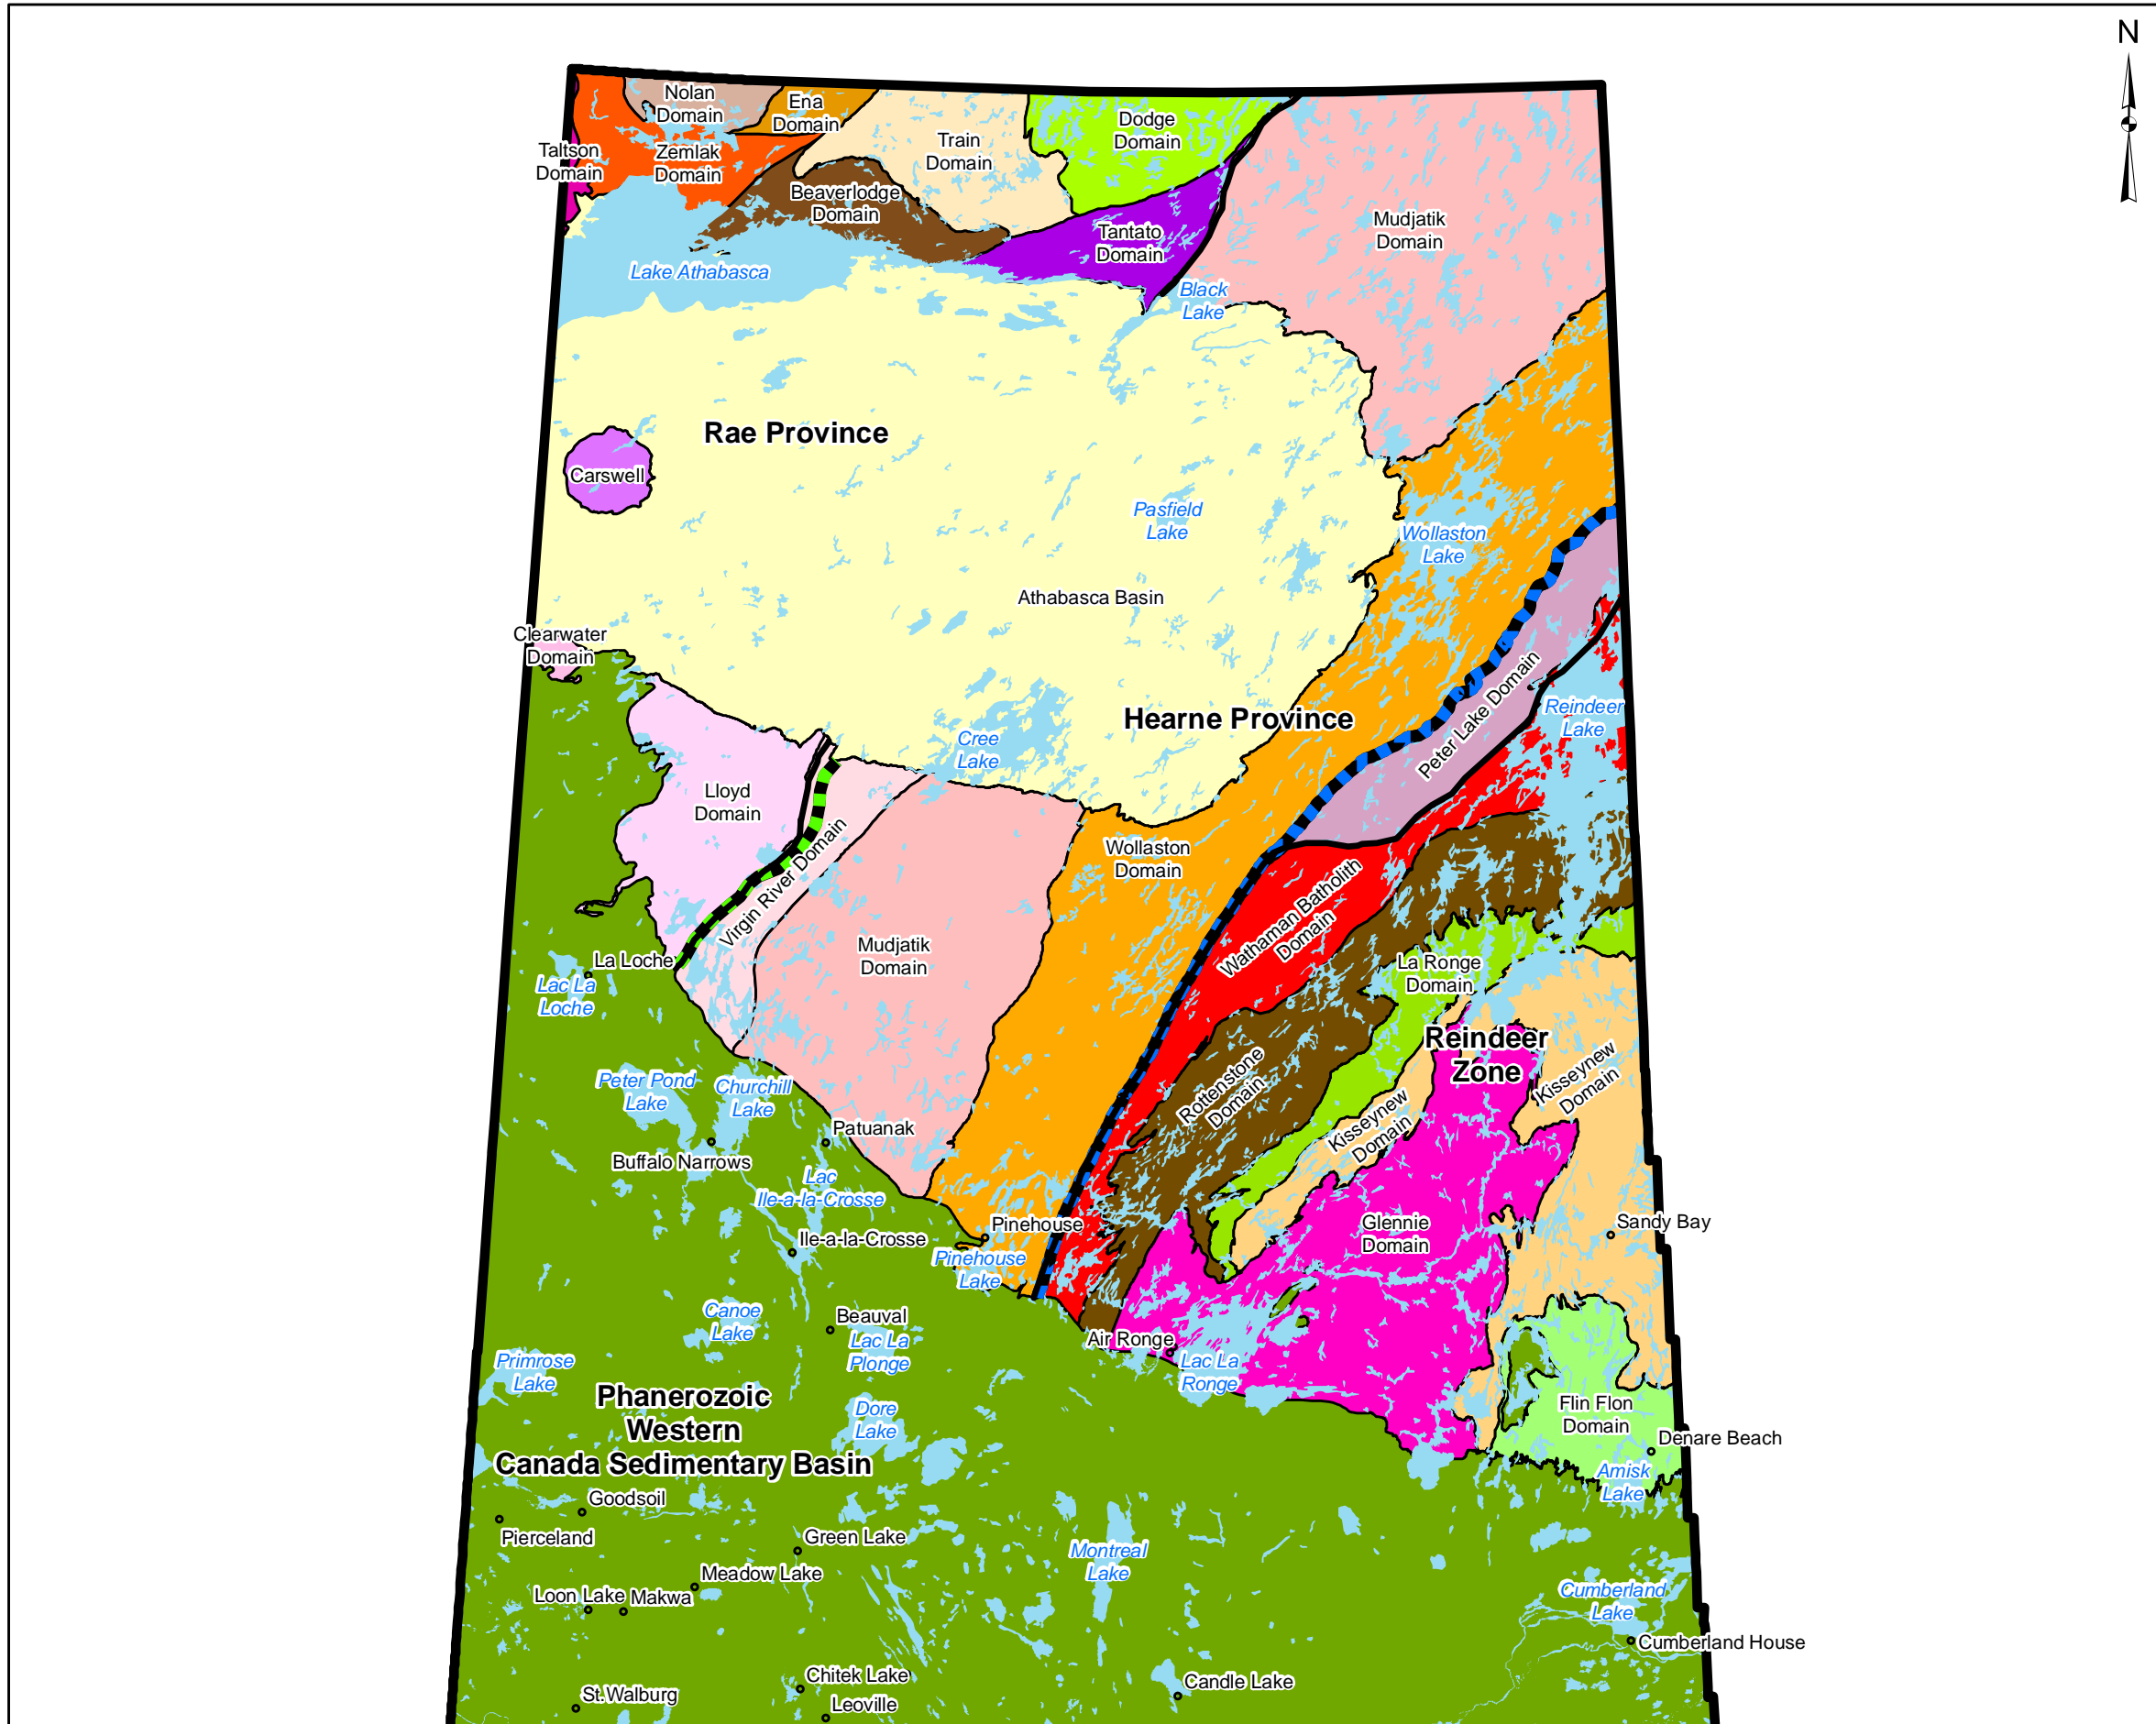 N
Nolan
Domain
Ena
Domain
Train
Domain
Dodge
Domain
Taltson
Domain
Zemlak
Domain
Beaverlodge
Domain
Tantato
Domain
Mudjatik
Domain
Lake Athabasca
Black
Lake
Rae Province
Carswell
Pasfield
Lake
Wollaston
Lake
Athabasca Basin
Clearwater
Domain
Hearne Province
Peter Lake Domain
Reindeer
Lake
Cree
Lake
Lloyd
Domain
Virgin River Domain
Wollaston
Domain
Mudjatik
Domain
Wathaman Batholith
Domain
La Loche
Lac La
Loche
La Ronge
Domain
Reindeer
Zone
Kisseynew
Domain
Rottenstone
Domain
Kisseynew
Domain
Peter Pond
Lake
Churchill
Lake
Patuanak
Buffalo Narrows
Lac
Ile-a-la-Crosse
Ile-a-la-Crosse
Pinehouse
Pinehouse
Lake
Glennie
Domain
Sandy Bay
Canoe
Lake
Beauval
Lac La
Plonge
Air Ronge
Lac La
Ronge
Primrose
Lake
Phanerozoic
Western
Canada Sedimentary Basin
Dore
Lake
Flin Flon
Domain
Denare Beach
Amisk
Lake
Goodsoil
Pierceland
Green Lake
Montreal
Lake
Meadow Lake
Loon Lake
Makwa
Cumberland
Lake
Cumberland House
Chitek Lake
Candle Lake
St.Walburg
Leoville